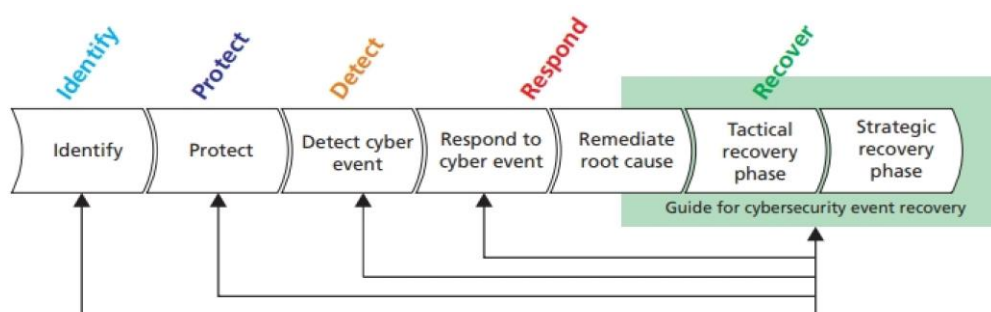 Identify
Protect
Detect
Respond
Recover
Identify
Protect
Detect cyber
event
Respond to
cyber event
Remediate
root cause
Tactical
recovery
phase
Strategic
recovery
phase
Guide for cybersecurity event recovery